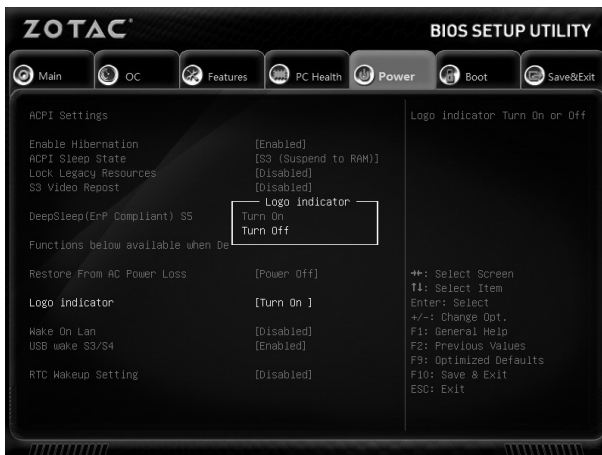 ZOTAC
BIOS SETUP UTILITY
Main OC Features PC Health Power Boot Save&Exit
ACPI Settings
Logo indicator Turn On or Off
Enable Hibernation [Enabled]
ACPI Sleep State [S3 (Suspend to RAM)]
Lock Legacy Resources [Disabled]
S3 Video Repost [Disabled]
Logo indicator
Turn On
Turn Off
DeepSleep(ErP Compliant) S5
Functions below available when De
Restore From AC Power Loss [Power Off]
Logo indicator [Turn On ]
Wake On Lan [Disabled]
USB wake S3/S4 [Enabled]
RTC Wakeup Setting [Disabled]
→←: Select Screen
↑↓: Select Item
Enter: Select
+/-: Change Opt.
F1: General Help
F2: Previous Values
F9: Optimized Defaults
F10: Save & Exit
ESC: Exit